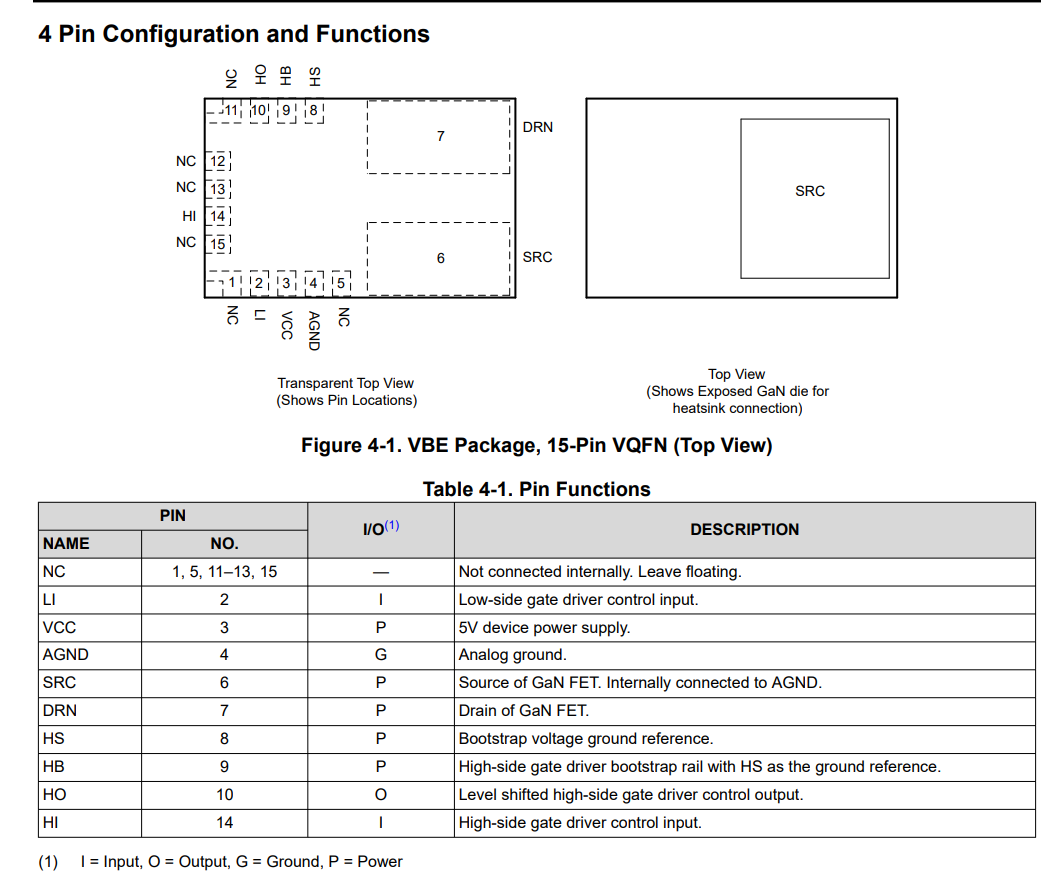 4 Pin Configuration and Functions
NC HO HB HS
11 10 9 8
7 DRN
NC 12
NC 13
HI 14
NC 15
6 SRC
1 2 3 4 5
NC LI VCC AGND NC
Transparent Top View
(Shows Pin Locations)
SRC
Top View
(Shows Exposed GaN die for
heatsink connection)
Figure 4-1. VBE Package, 15-Pin VQFN (Top View)
Table 4-1. Pin Functions
PIN I/O(1) DESCRIPTION
NAME NO.
NC 1, 5, 11–13, 15 — Not connected internally. Leave floating.
LI 2 I Low-side gate driver control input.
VCC 3 P 5V device power supply.
AGND 4 G Analog ground.
SRC 6 P Source of GaN FET. Internally connected to AGND.
DRN 7 P Drain of GaN FET.
HS 8 P Bootstrap voltage ground reference.
HB 9 P High-side gate driver bootstrap rail with HS as the ground reference.
HO 10 O Level shifted high-side gate driver control output.
HI 14 I High-side gate driver control input.
(1) I = Input, O = Output, G = Ground, P = Power